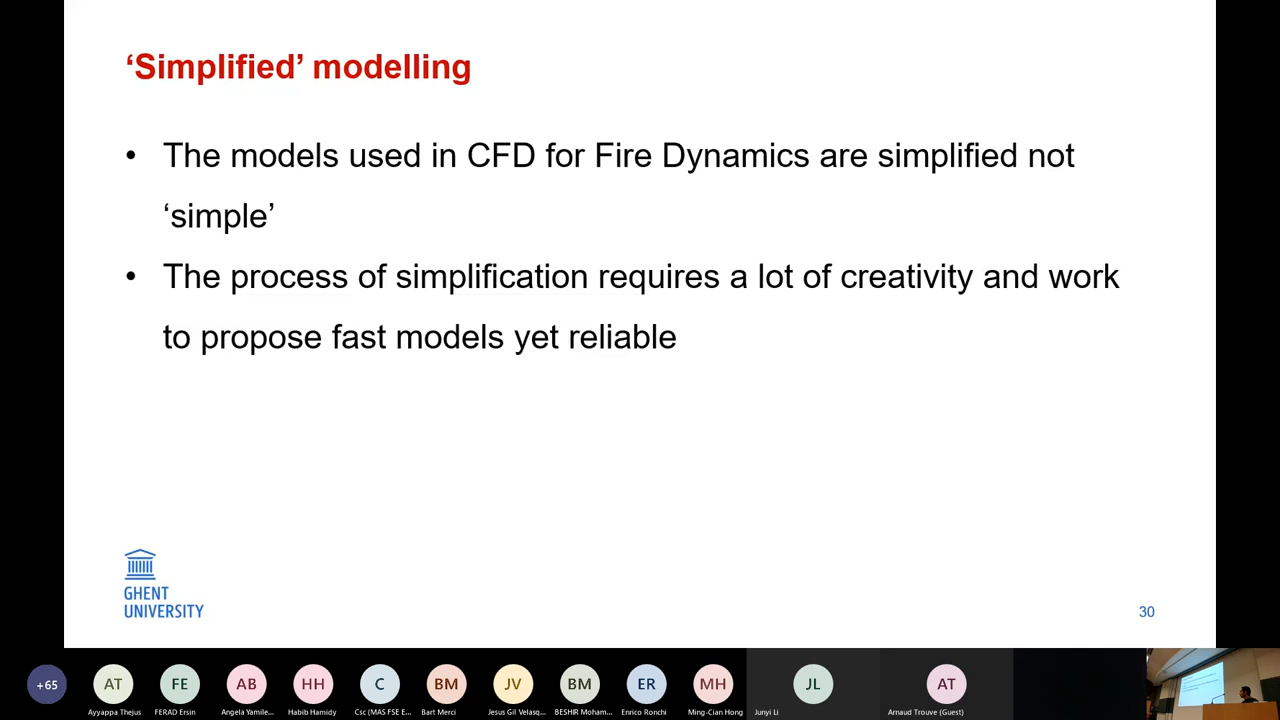 ‘Simplified’ modelling
• The models used in CFD for Fire Dynamics are simplified not
‘simple’
• The process of simplification requires a lot of creativity and work
to propose fast models yet reliable
GHENT
UNIVERSITY
30
+65
AT
FE
AB
HH
C
BM
JV
BM
ER
MH
JL
AT
Ayyappa Thejus
FERAD Ersin
Angela Yamile...
Habib Hamidy
Csc (MAS FSE E...
Bart Merci
Jesus Gil Velasq...
BESHIR Moham...
Enrico Ronchi
Ming-Cian Hong
Junyi Li
Arnaud Trouve (Guest)